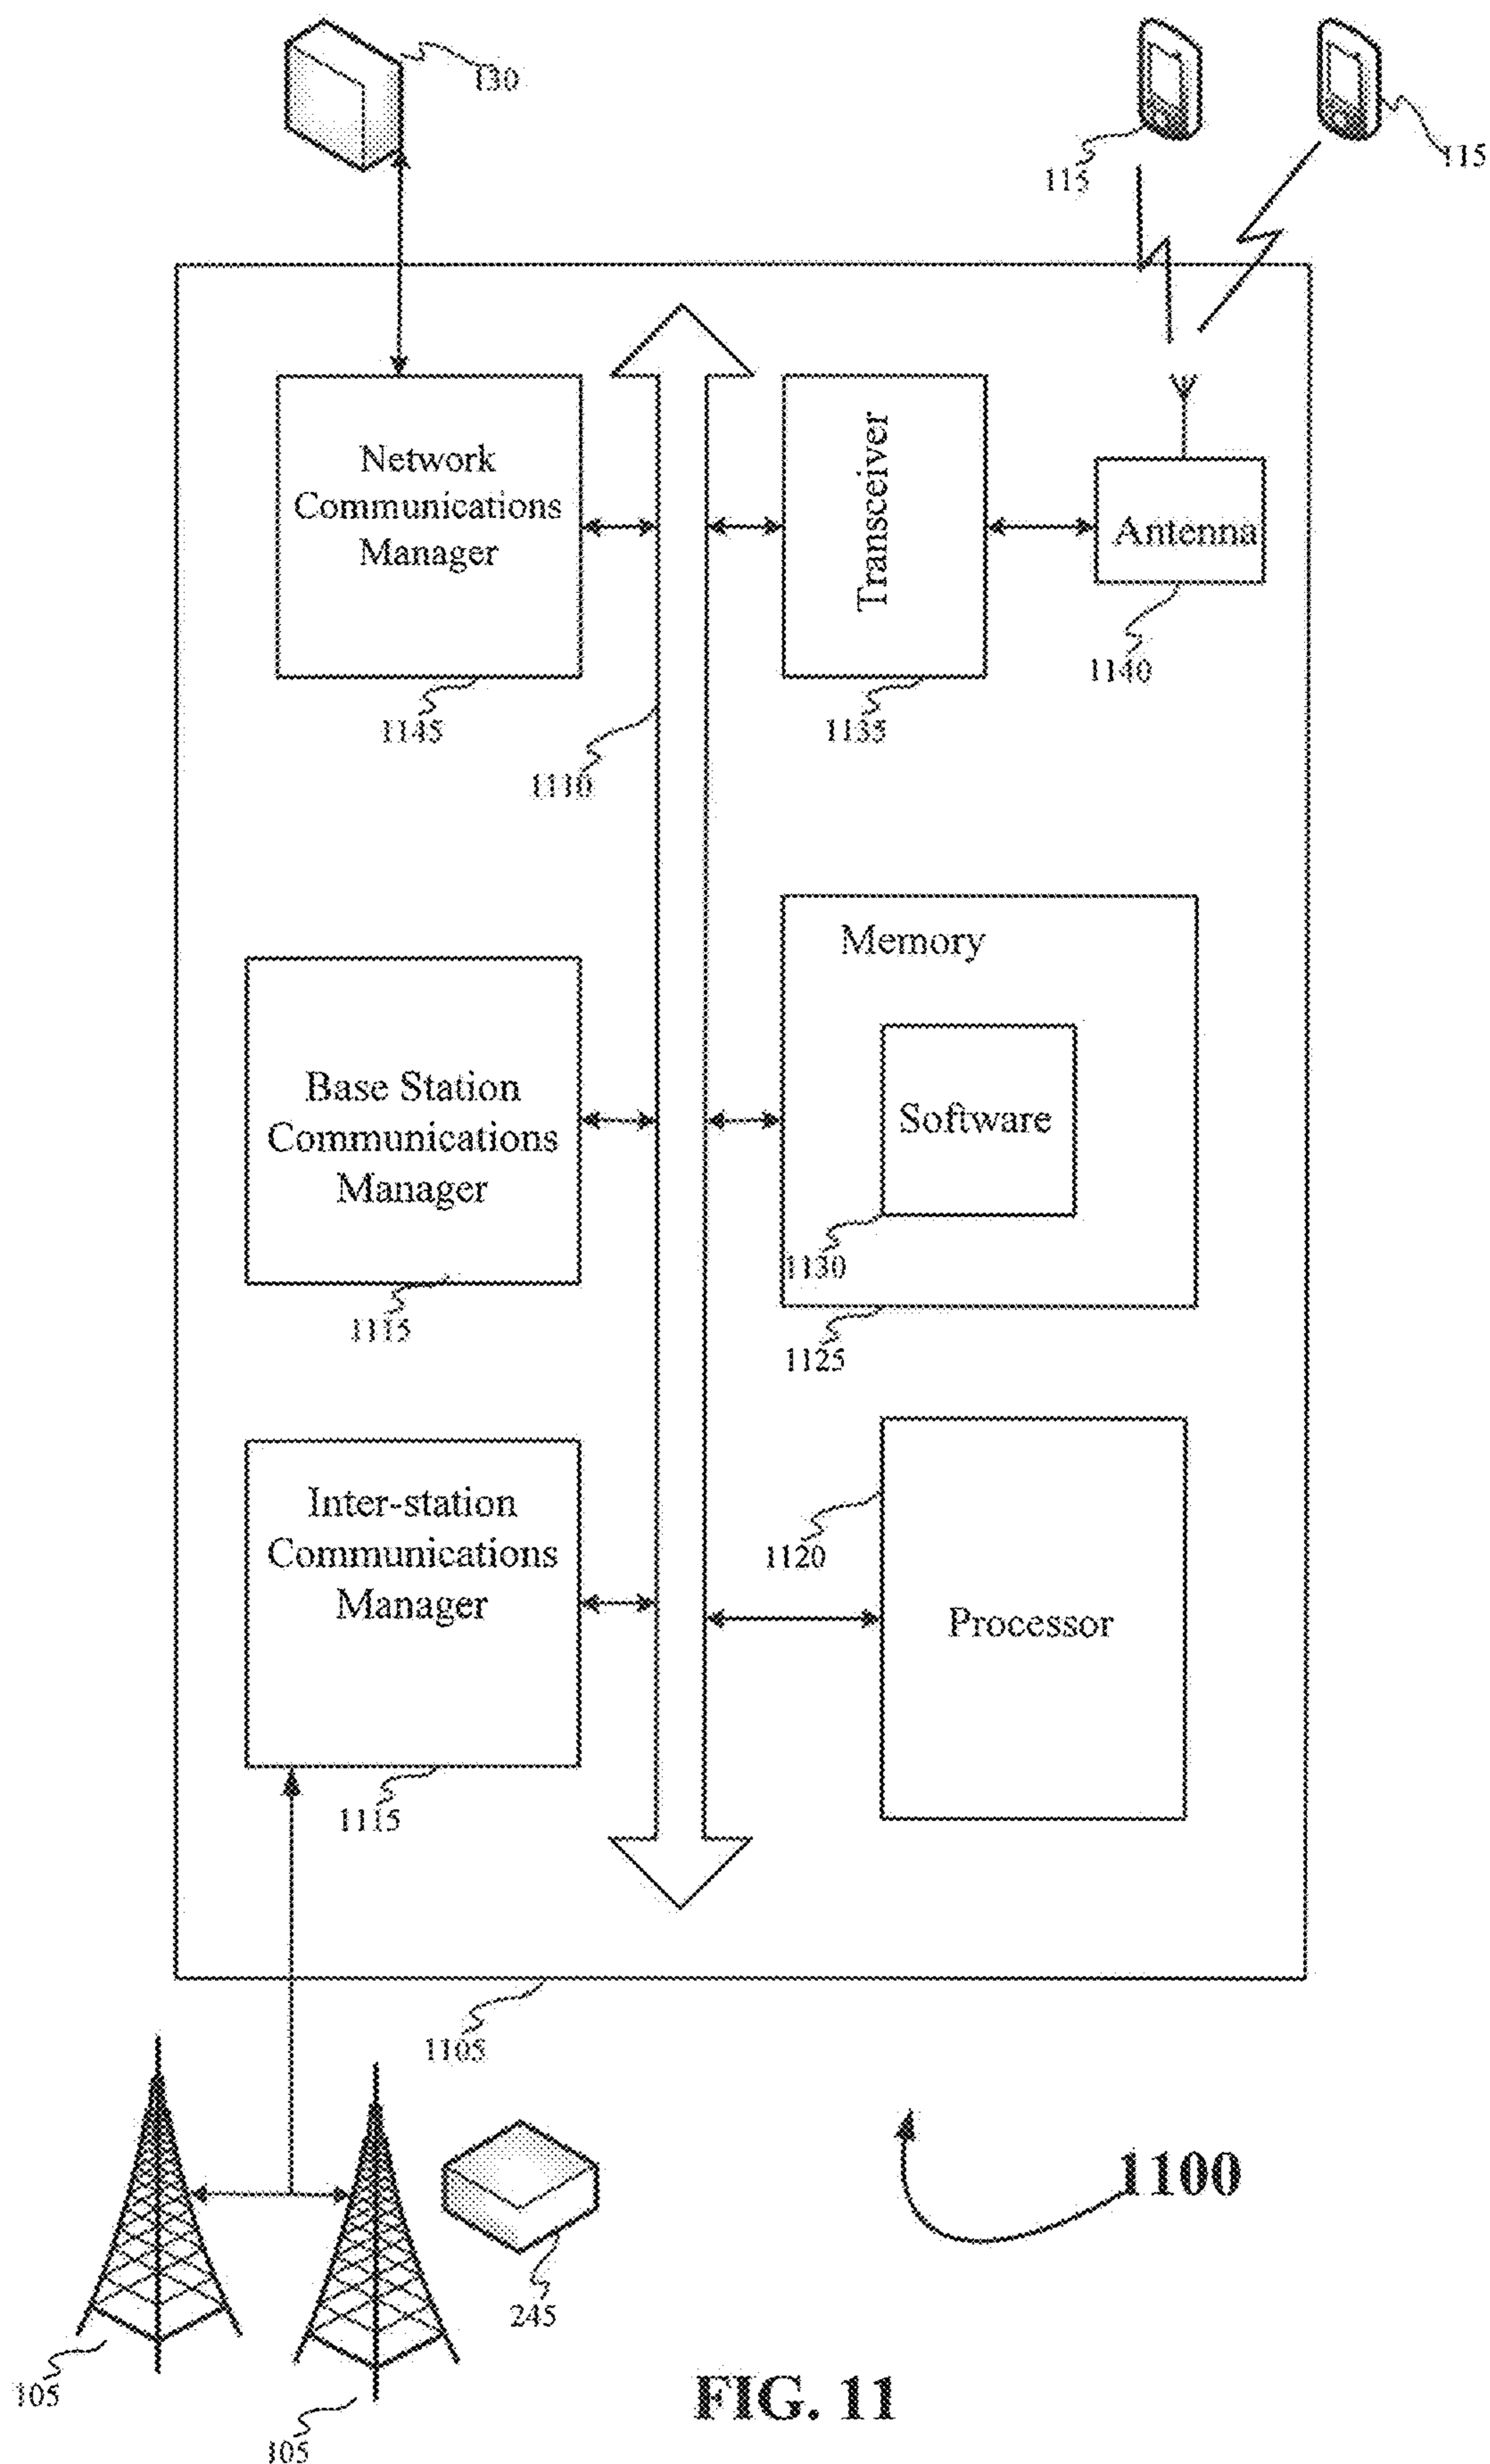 130
115
115
Network
Communications
Manager
Transceiver
Antenna
1140
1145
1135
1110
Memory
Base Station
Communications
Manager
Software
1130
1115
1125
Inter-station
Communications
Manager
1120
Processor
1115
1105
1100
245
105
105
FIG. 11